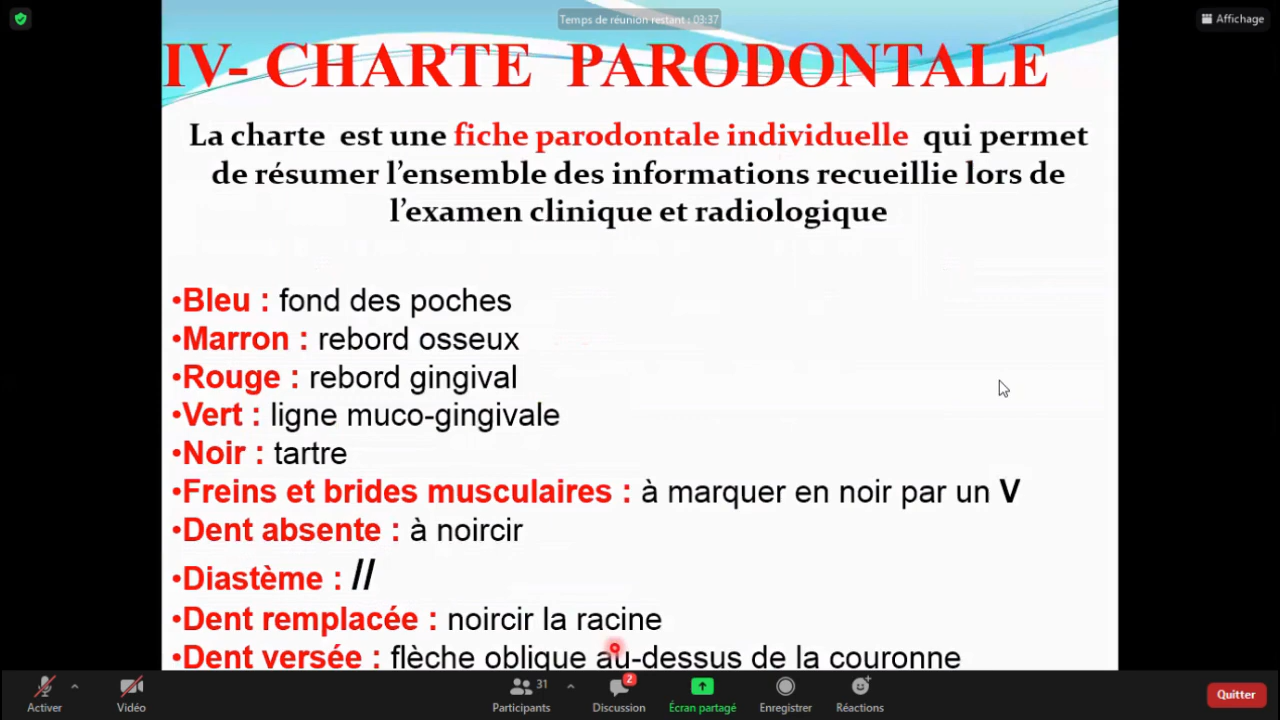 Temps de réunion restant : 03:37
Affichage
IV- CHARTE PARODONTALE
La charte est une fiche parodontale individuelle qui permet
de résumer l'ensemble des informations recueillie lors de
l'examen clinique et radiologique
•Bleu : fond des poches
•Marron : rebord osseux
•Rouge : rebord gingival
•Vert : ligne muco-gingivale
•Noir : tartre
•Freins et brides musculaires : à marquer en noir par un V
•Dent absente : à noircir
•Diastème : //
•Dent remplacée : noircir la racine
•Dent versée : flèche oblique au-dessus de la couronne
31
2
Activer
Vidéo
Participants
Discussion
Écran partagé
Enregistrer
Réactions
Quitter